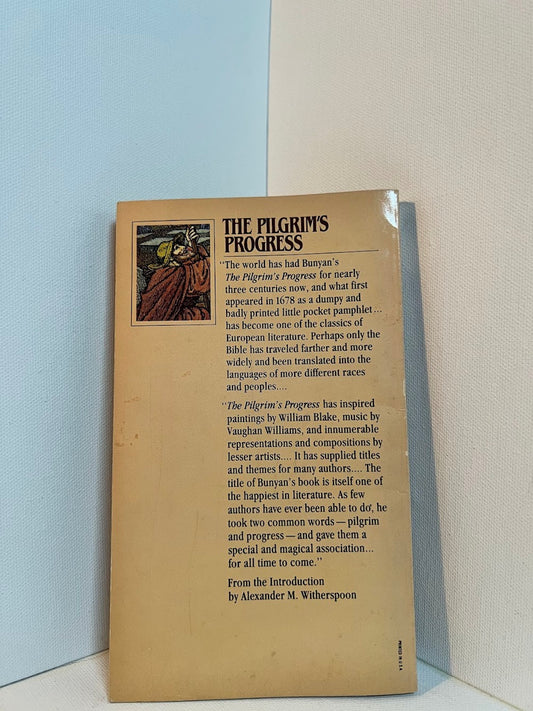 THE PILGRIM'S
PROGRESS
"The world has had Bunyan's
The Pilgrim's Progress for nearly
three centuries now, and what first
appeared in 1678 as a dumpy and
badly printed little pocket pamphlet...
has become one of the classics of
European literature. Perhaps only the
Bible has traveled farther and more
widely and been translated into the
languages of more different races
and peoples....
"The Pilgrim's Progress has inspired
paintings by William Blake, music by
Vaughan Williams, and innumerable
representations and compositions by
lesser artists.... It has supplied titles
and themes for many authors.... The
title of Bunyan's book is itself one of
the happiest in literature. As few
authors have ever been able to do, he
took two common words — pilgrim
and progress — and gave them a
special and magical association...
for all time to come."
From the Introduction
by Alexander M. Witherspoon
PRINTED IN U.S.A.